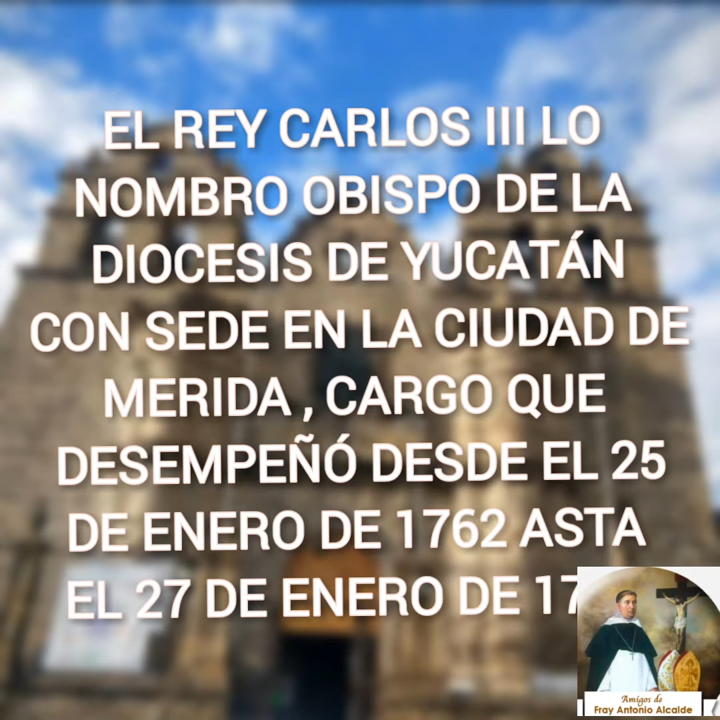 EL REY CARLOS III LO
NOMBRO OBISPO DE LA
DIOCESIS DE YUCATÁN
CON SEDE EN LA CIUDAD DE
MERIDA , CARGO QUE
DESEMPEÑÓ DESDE EL 25
DE ENERO DE 1762 ASTA
EL 27 DE ENERO DE
Amigos de
Fray Antonio Alcalde